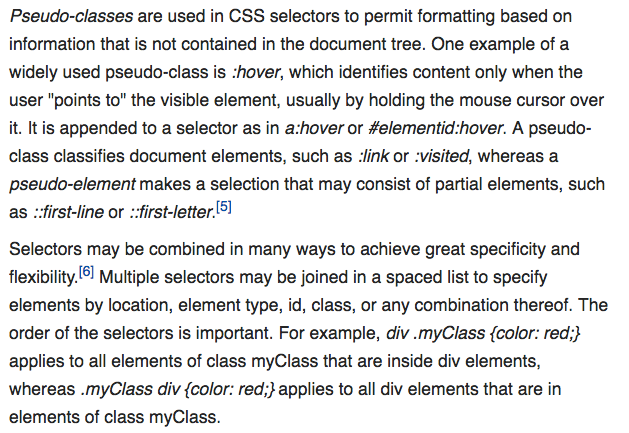 Pseudo-classes are used in CSS selectors to permit formatting based on
information that is not contained in the document tree. One example of a
widely used pseudo-class is :hover, which identifies content only when the
user "points to" the visible element, usually by holding the mouse cursor over
it. It is appended to a selector as in a:hover or #elementid:hover. A pseudo-
class classifies document elements, such as :link or :visited, whereas a
pseudo-element makes a selection that may consist of partial elements, such
as ::first-line or ::first-letter.[5]
Selectors may be combined in many ways to achieve great specificity and
flexibility.[6] Multiple selectors may be joined in a spaced list to specify
elements by location, element type, id, class, or any combination thereof. The
order of the selectors is important. For example, div .myClass {color: red;}
applies to all elements of class myClass that are inside div elements,
whereas .myClass div {color: red;} applies to all div elements that are in
elements of class myClass.